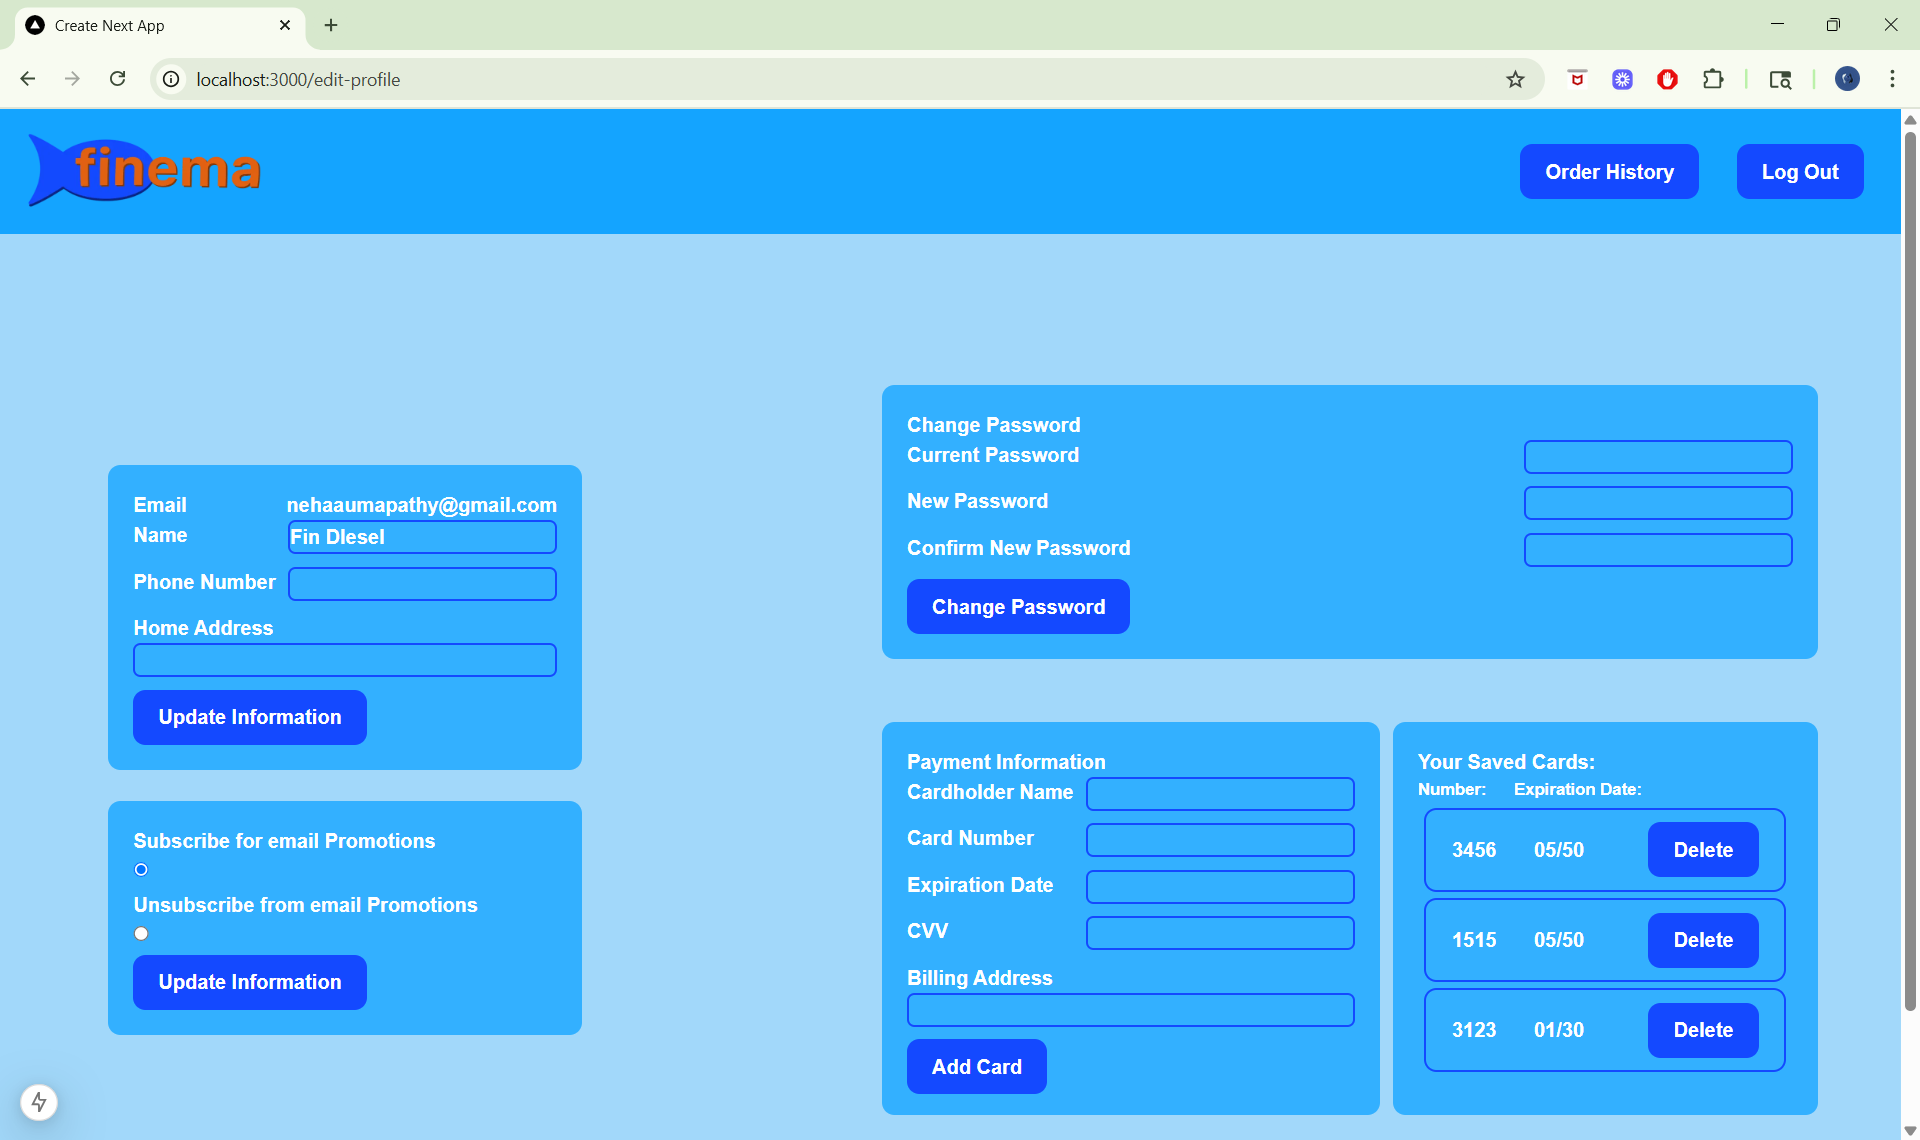 Create Next App
localhost:3000/edit-profile
finema
Order History
Log Out
Email nehaaumapathy@gmail.com
Name Fin DIesel
Phone Number
Home Address
Update Information
Subscribe for email Promotions
Unsubscribe from email Promotions
Update Information
Change Password
Current Password
New Password
Confirm New Password
Change Password
Payment Information
Cardholder Name
Card Number
Expiration Date
CVV
Billing Address
Add Card
Your Saved Cards:
Number: Expiration Date:
3456 05/50 Delete
1515 05/50 Delete
3123 01/30 Delete